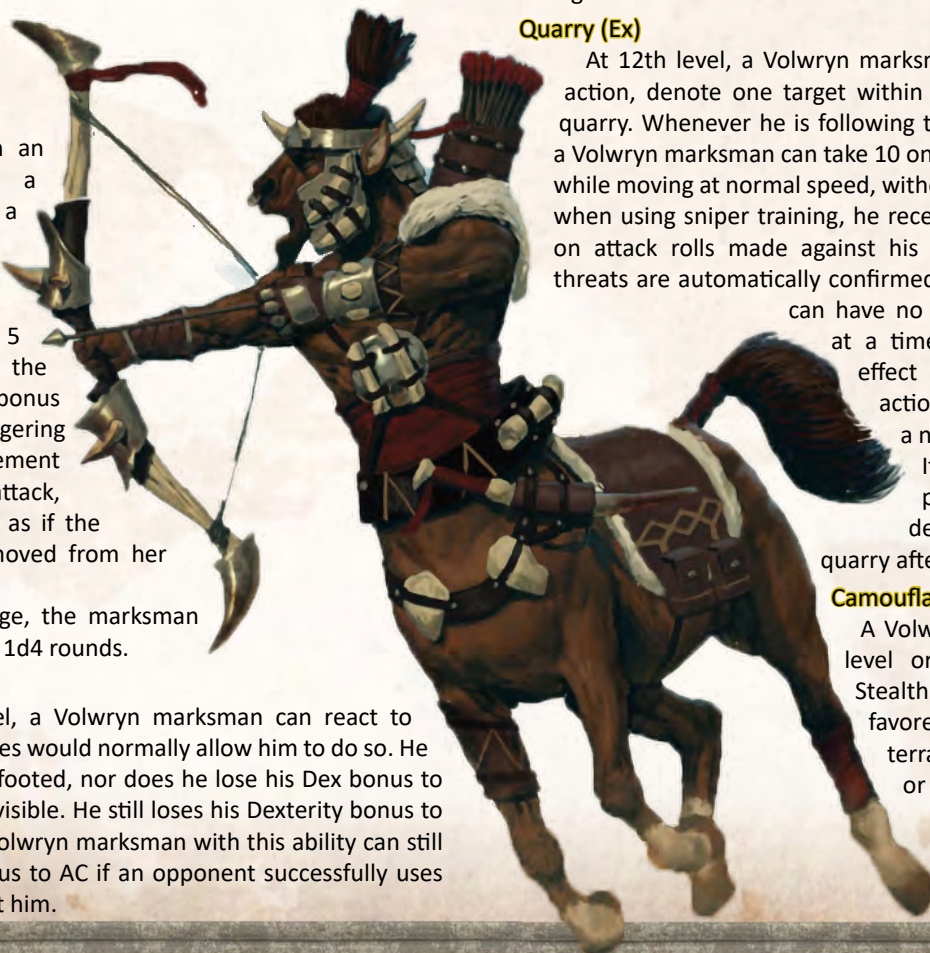 an
a
a
5
the
bonus
gering
ement
ttack,
as if the
moved from her
ge, the marksman
1d4 rounds.
el, a Volwryn marksman can react to
es would normally allow him to do so. He
footed, nor does he lose his Dex bonus to
visible. He still loses his Dexterity bonus to
olwryn marksman with this ability can still
us to AC if an opponent successfully uses
t him.
Quarry (Ex)
At 12th level, a Volwryn marksm
action, denote one target within
quarry. Whenever he is following t
a Volwryn marksman can take 10 on
while moving at normal speed, witho
when using sniper training, he rece
on attack rolls made against his
threats are automatically confirmed
can have no
at a time
effect
actio
a n
I
p
de
quarry afte
Camoufla
A Volw
level or
Stealth
favore
terra
or